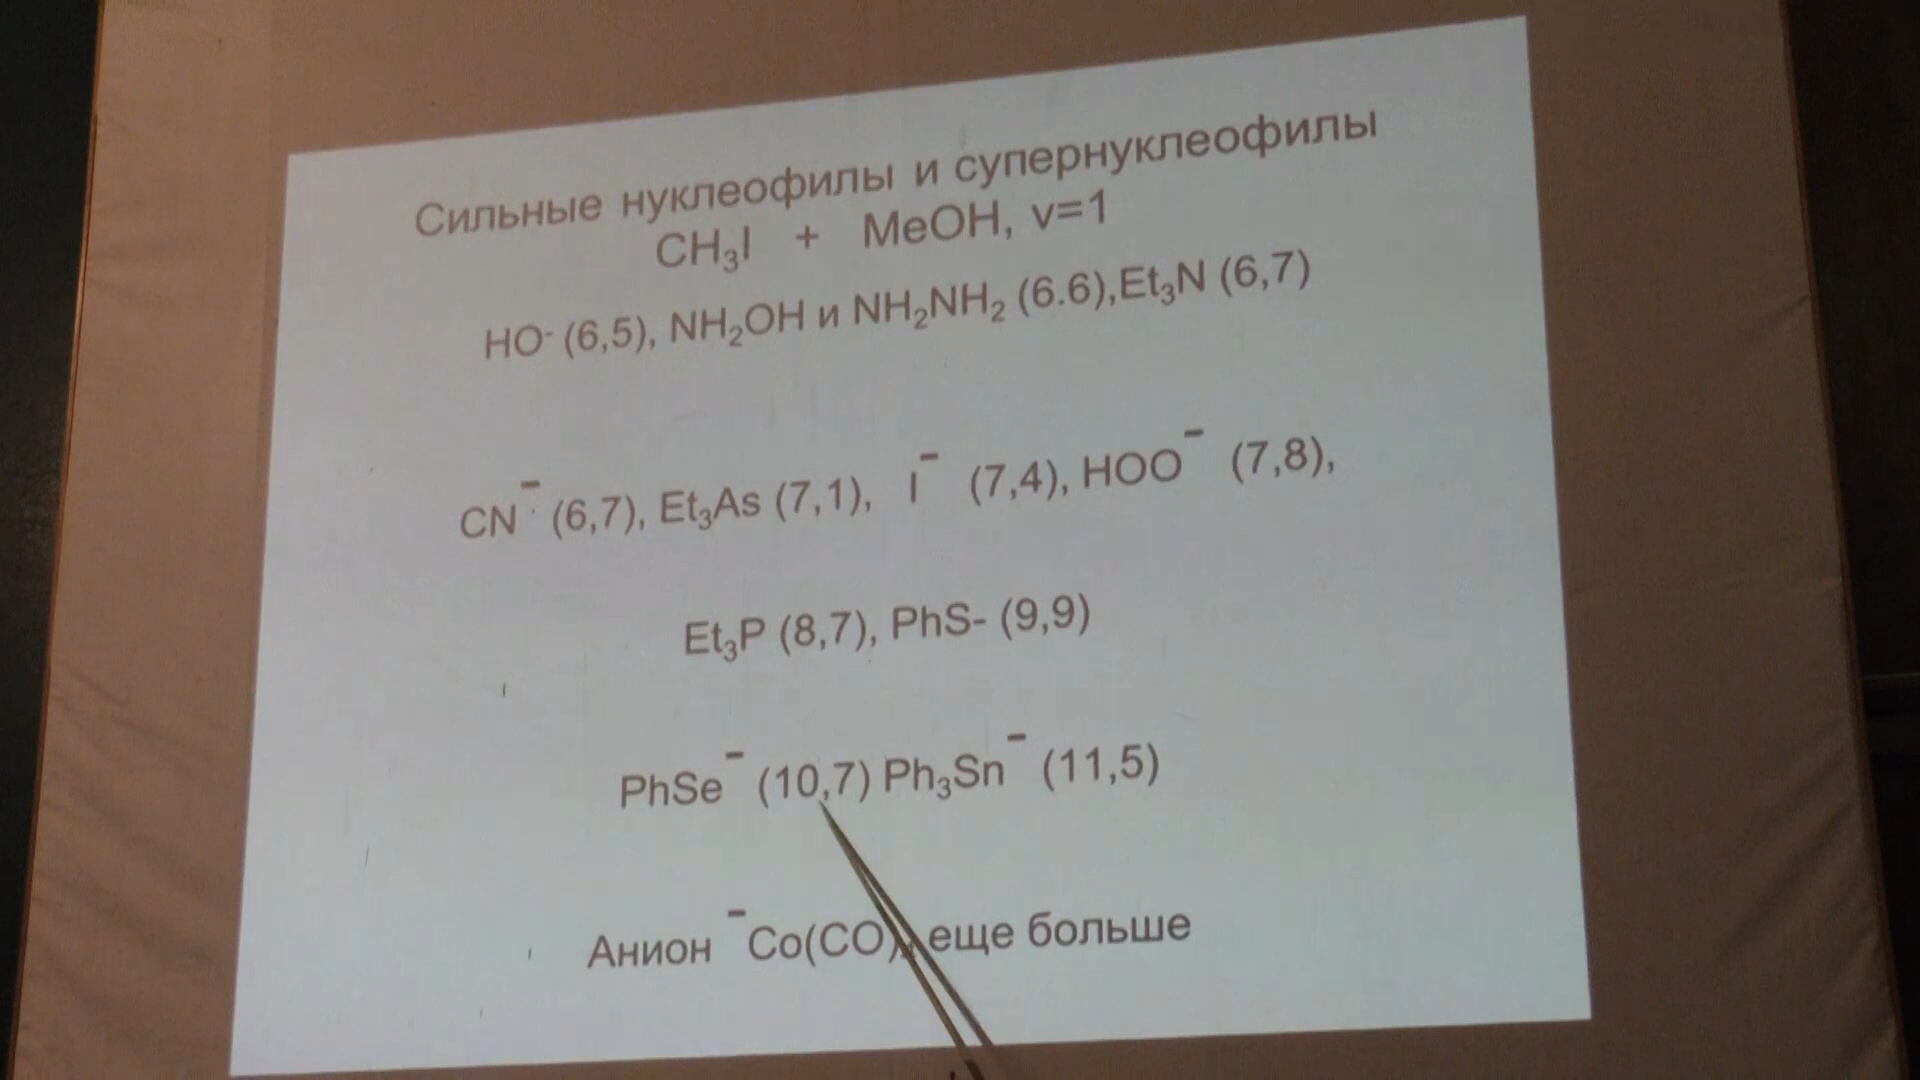 Сильные нуклеофилы и супернуклеофилы
CH₃I + MeOH, v=1
HO⁻ (6,5), NH₂OH и NH₂NH₂ (6.6),Et₃N (6,7)
CN⁻ (6,7), Et₃As (7,1), I⁻ (7,4), HOO⁻ (7,8),
Et₃P (8,7), PhS- (9,9)
PhSe⁻ (10,7) Ph₃Sn⁻ (11,5)
Анион ⁻Co(CO) еще больше